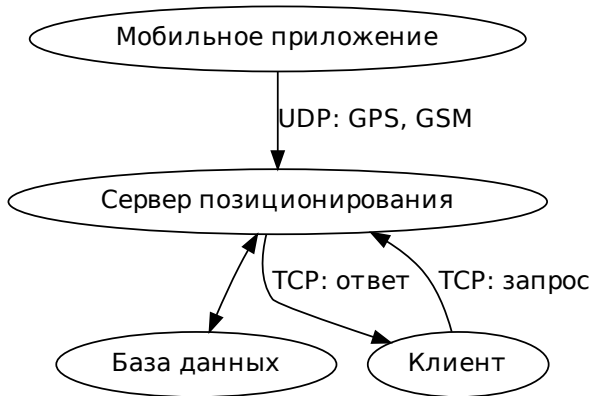 Мобильное приложение
UDP: GPS, GSM
Сервер позиционирования
TCP: ответ
TCP: запрос
База данных
Клиент